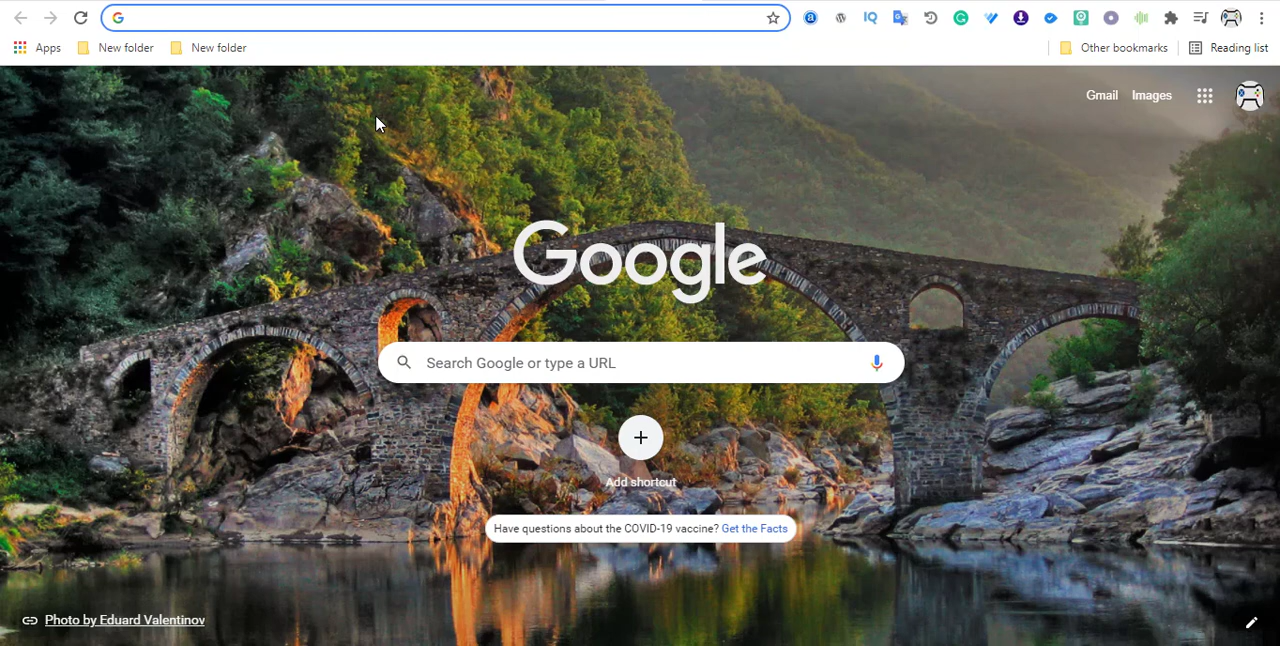 Apps New folder New folder Other bookmarks Reading list
Gmail Images
Google
Search Google or type a URL
Add shortcut
Have questions about the COVID-19 vaccine? Get the Facts
Photo by Eduard Valentinov